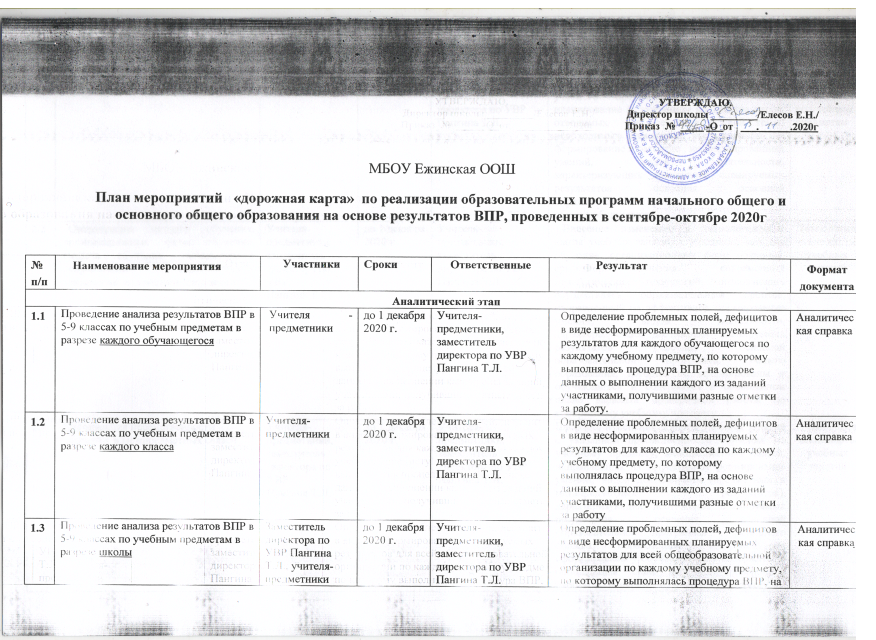 УТВЕРЖДАЮ.
Директор школы /Елесов Е.Н./
Приказ № -О от . 11 .2020г
МБОУ Ежинская ООШ
План мероприятий «дорожная карта» по реализации образовательных программ начального общего и
основного общего образования на основе результатов ВПР, проведенных в сентябре-октябре 2020г
№ п/п
Наименование мероприятия
Участники
Сроки
Ответственные
Результат
Формат
документа
Аналитический этап
1.1
Проведение анализа результатов ВПР в
5-9 классах по учебным предметам в
разрезе каждого обучающегося
Учителя -
предметники
до 1 декабря
2020 г.
Учителя-
предметники,
заместитель
директора по УВР
Пангина Т.Л.
Определение проблемных полей, дефицитов
в виде несформированных планируемых
результатов для каждого обучающегося по
каждому учебному предмету, по которому
выполнялась процедура ВПР, на основе
данных о выполнении каждого из заданий
участниками, получившими разные отметки
за работу.
Аналитичес
кая справка
1.2
Проведение анализа результатов ВПР в
5-9 классах по учебным предметам в
разрезе каждого класса
Учителя-
предметники
до 1 декабря
2020 г.
Учителя-
предметники,
заместитель
директора по УВР
Пангина Т.Л.
Определение проблемных полей, дефицитов
в виде несформированных планируемых
результатов для каждого класса по каждому
учебному предмету, по которому
выполнялась процедура ВПР, на основе
данных о выполнении каждого из заданий
участниками, получившими разные отметки
за работу
Аналитичес
кая справка
1.3
Проведение анализа результатов ВПР в
5-9 классах по учебным предметам в
разрезе школы
Заместитель
директора по
УВР Пангина
Т.Л. учителя-
предметники
до 1 декабря
2020 г.
Учителя-
предметники,
заместитель
директора по УВР
Пангина Т.Л.
Определение проблемных полей, дефицитов
в виде несформированных планируемых
результатов для всей общеобразовательной
организации по каждому учебному предмету,
по которому выполнялась процедура ВПР, на
Аналитичес
кая справка